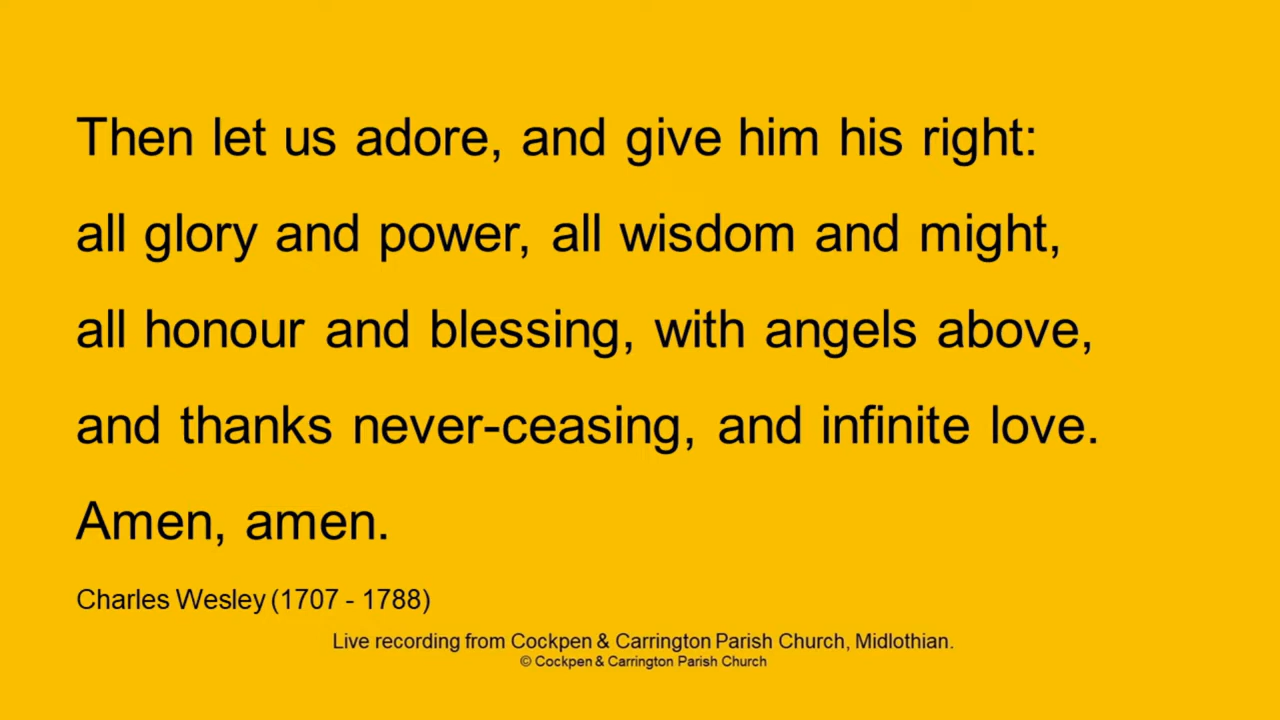 Then let us adore, and give him his right:
all glory and power, all wisdom and might,
all honour and blessing, with angels above,
and thanks never-ceasing, and infinite love.
Amen, amen.
Charles Wesley (1707 - 1788)
Live recording from Cockpen & Carrington Parish Church, Midlothian.
© Cockpen & Carrington Parish Church